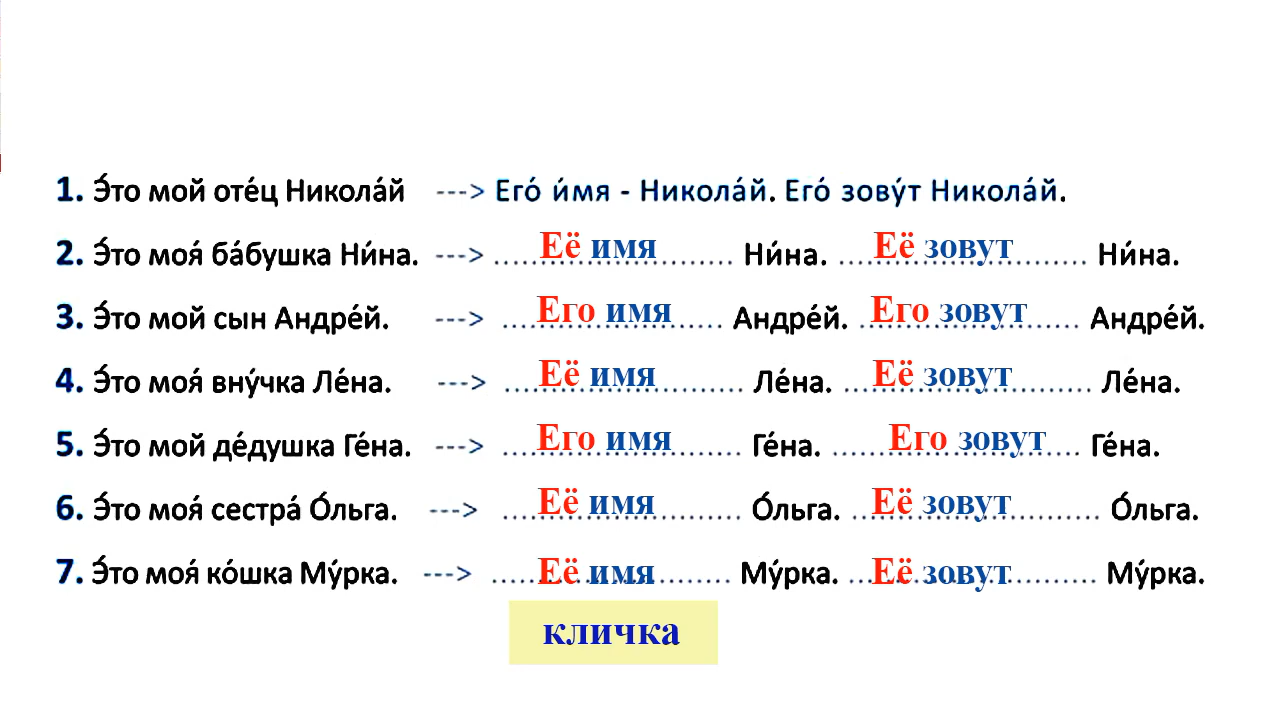 1. Э́то мой оте́ц Никола́й ---> Его́ и́мя - Никола́й. Его́ зову́т Никола́й.
2. Э́то моя́ ба́бушка Ни́на. ---> Её имя Ни́на. Её зовут Ни́на.
3. Э́то мой сын Андре́й. ---> Его имя Андре́й. Его зовут Андре́й.
4. Э́то моя́ вну́чка Ле́на. ---> Её имя Ле́на. Её зовут Ле́на.
5. Э́то мой де́душка Ге́на. ---> Его имя Ге́на. Его зовут Ге́на.
6. Э́то моя́ сестра́ О́льга. ---> Её имя О́льга. Её зовут О́льга.
7. Э́то моя́ ко́шка Му́рка. ---> Её имя Му́рка. Её зовут Му́рка.
кличка